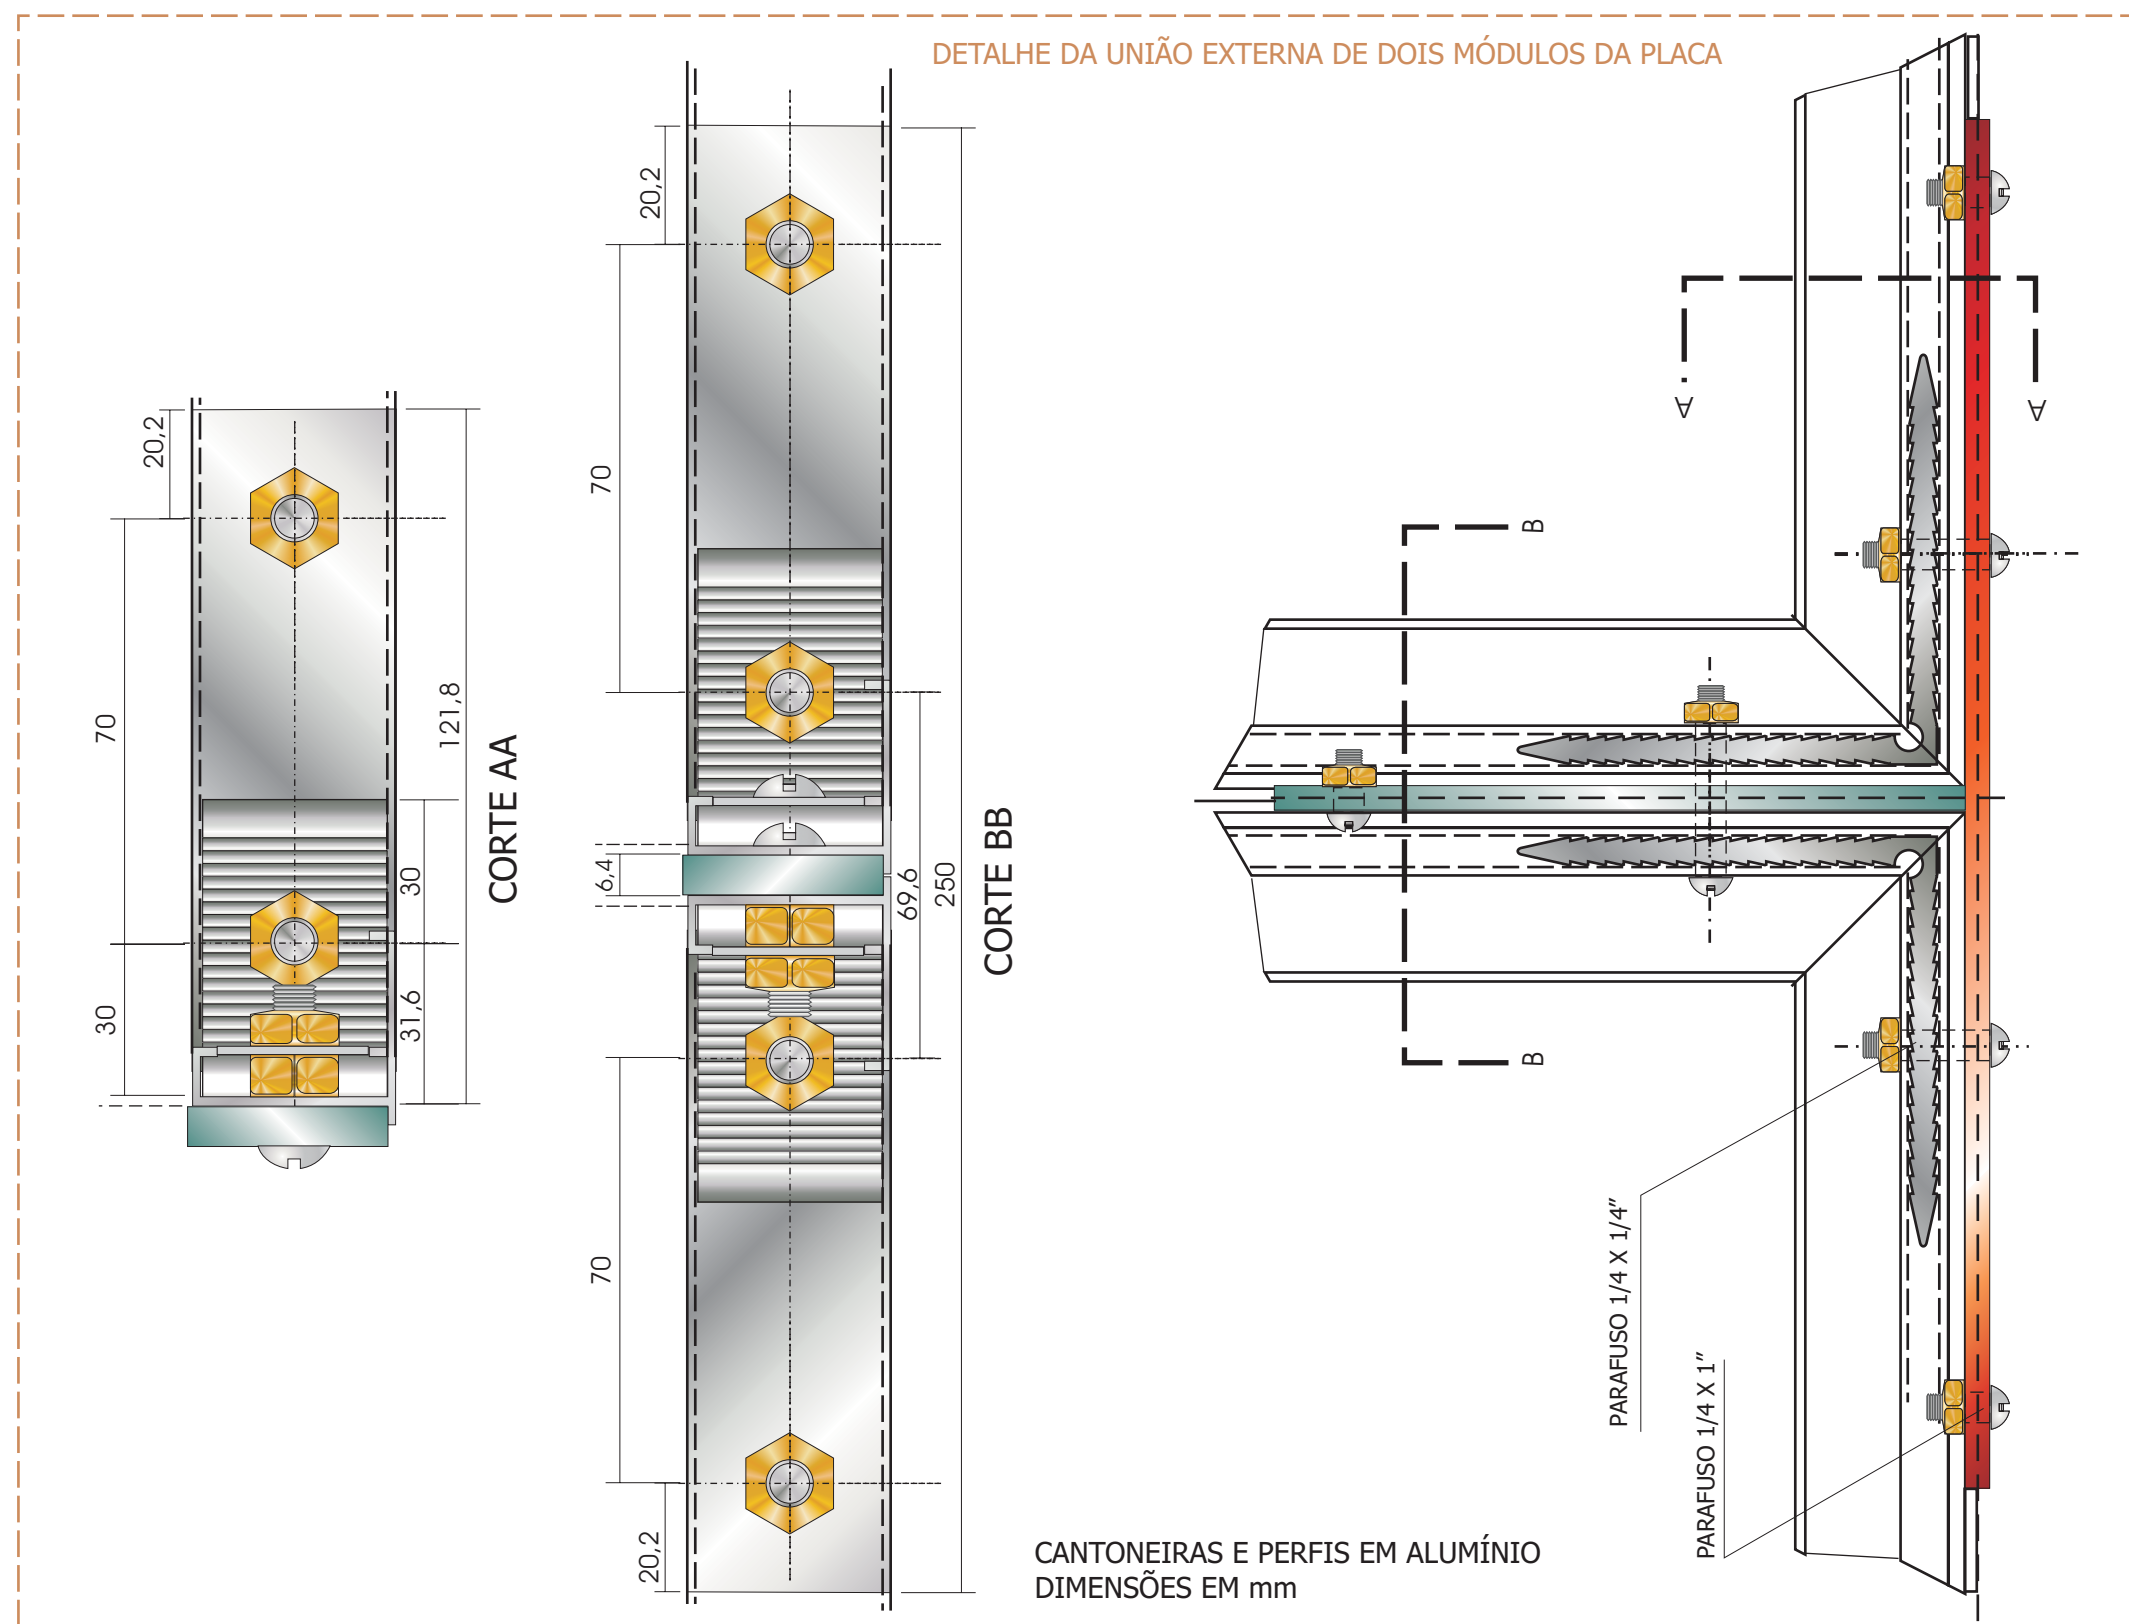 DETALHE DA UNIÃO EXTERNA DE DOIS MÓDULOS DA PLACA
20,2
70
30
121,8
30
31,6
CORTE AA
20,2
70
6,4
69,6
250
70
20,2
CORTE BB
A
A
B
B
PARAFUSO 1/4 X 1/4”
PARAFUSO 1/4 X 1”
CANTONEIRAS E PERFIS EM ALUMÍNIO
DIMENSÕES EM mm